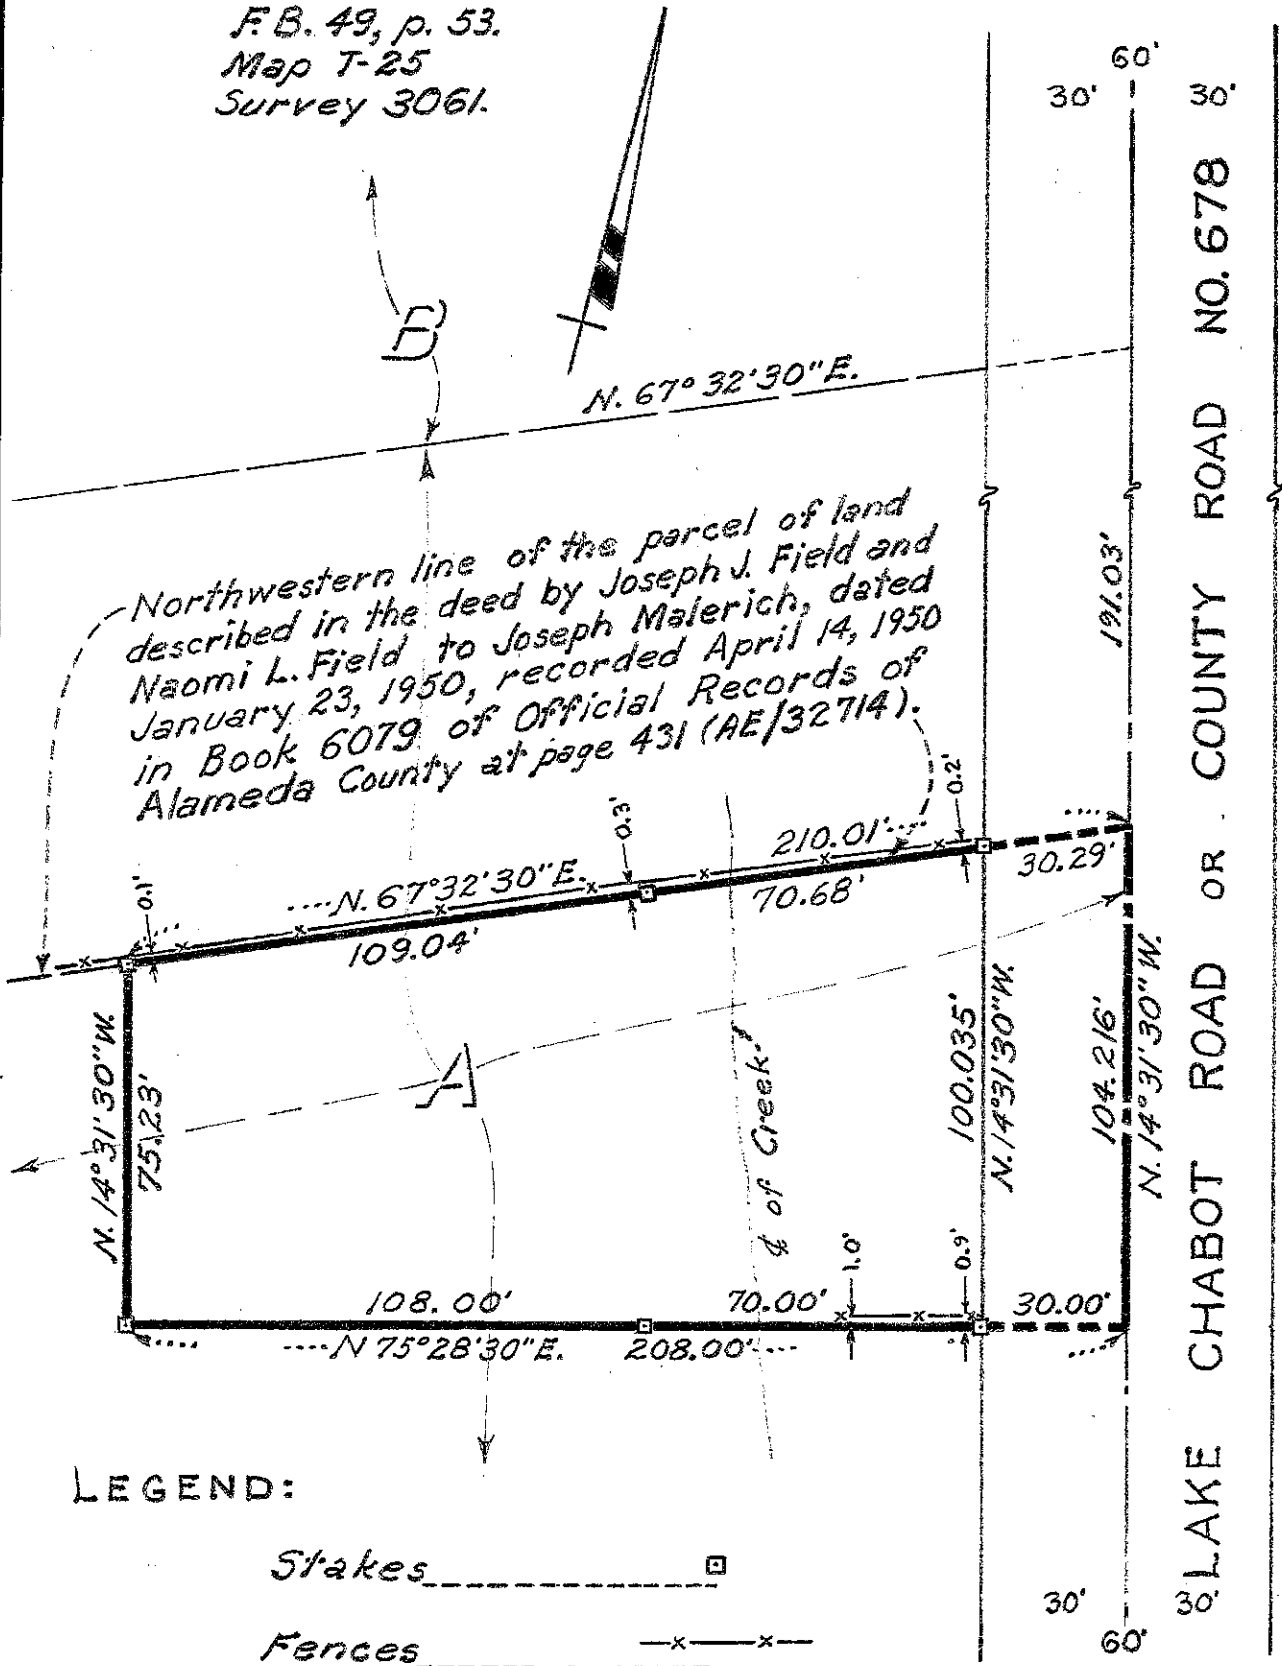 F.B. 49, p. 53.
Map T-25
Survey 3061.
60'
30' 30'
B
N. 67° 32' 30" E.
Northwestern line of the parcel of land
described in the deed by Joseph J. Field and
Naomi L. Field to Joseph Malerich, dated
January 23, 1950, recorded April 14, 1950
in Book 6079 of Official Records of
Alameda County at page 431 (AE/32714).
191.03'
0.1'
0.3'
0.2'
....N. 67° 32' 30" E.
210.01'....
109.04'
70.68'
30.29'
A
N. 14° 31' 30" W.
75.23'
℄ of Creek
100.035'
N. 14° 31' 30" W.
104.216'
N. 14° 31' 30" W.
1.0'
0.9'
108.00'
70.00'
30.00'
....N 75° 28' 30" E. 208.00'....
LAKE CHABOT ROAD OR COUNTY ROAD NO. 678
LEGEND:
Stakes
Fences —x——x—
30' 30'
60'